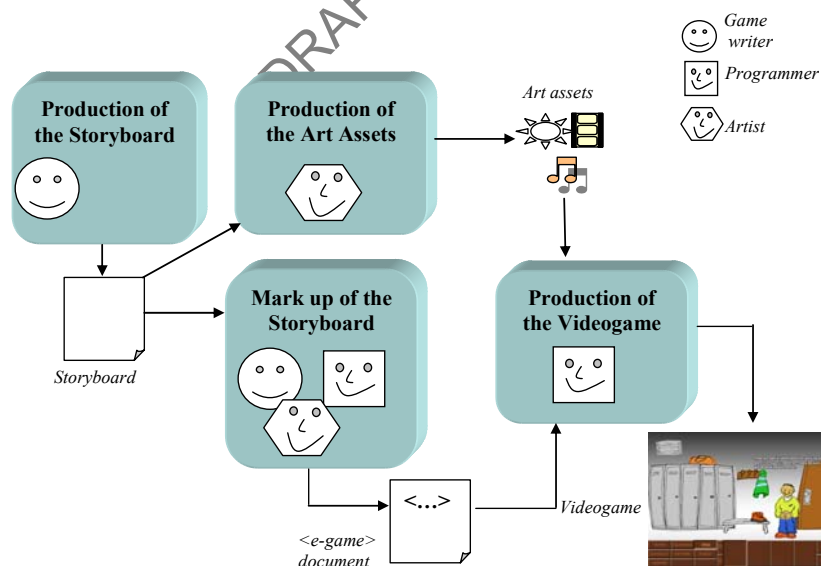 DRAF
Game
writer
Programmer
Artist
Production of
the Storyboard
Production of
the Art Assets
Art assets
Storyboard
Mark up of the
Storyboard
Production of
the Videogame
<...>
<e-game>
document
Videogame